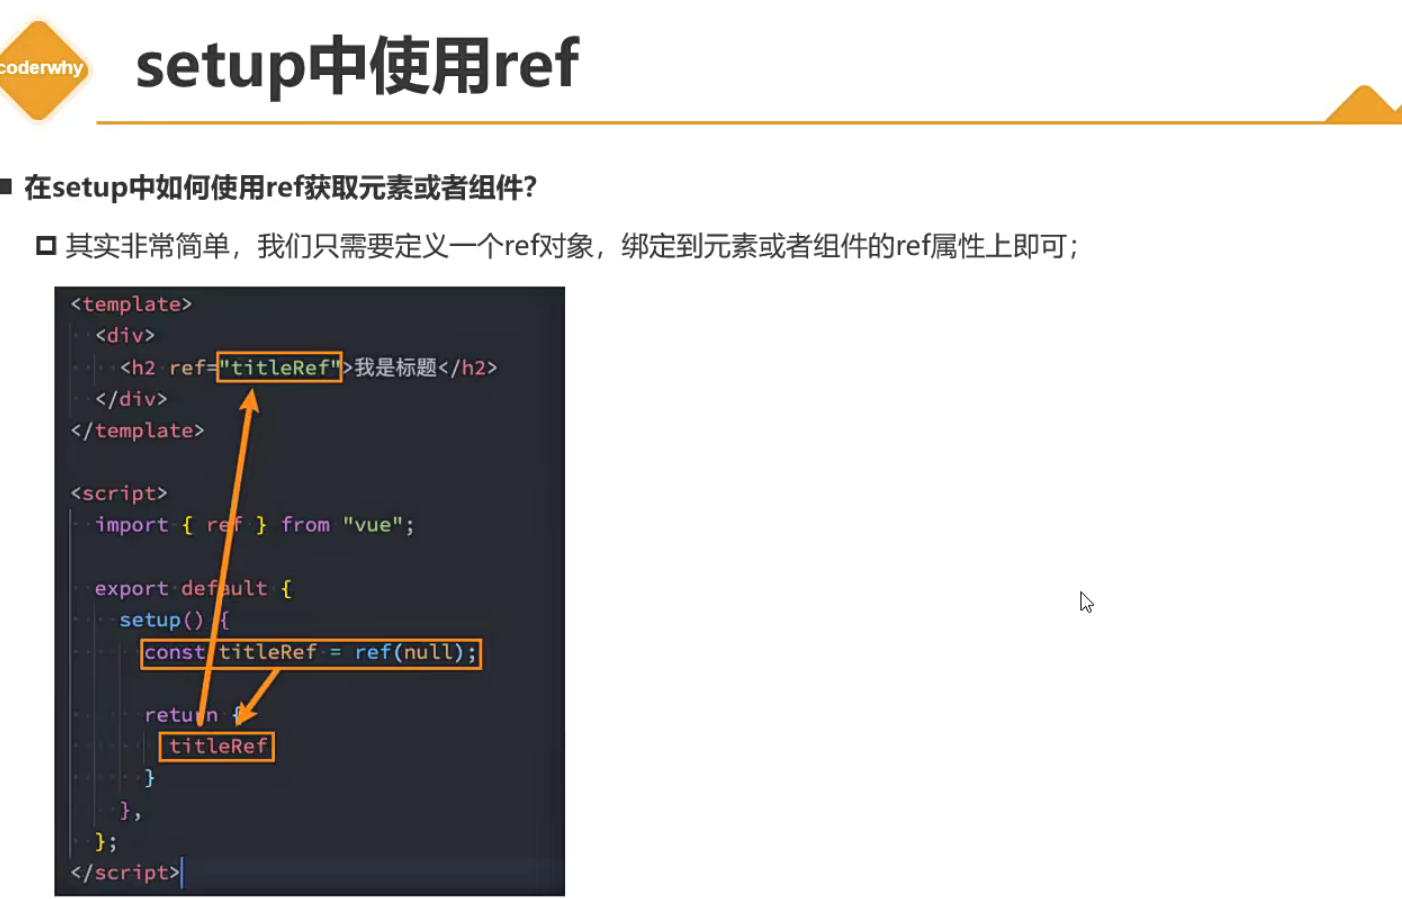 coderwhy
setup中使用ref
在setup中如何使用ref获取元素或者组件?
其实非常简单，我们只需要定义一个ref对象，绑定到元素或者组件的ref属性上即可；
<template>
<div>
<h2 ref="titleRef">我是标题</h2>
</div>
</template>
<script>
import { ref } from "vue";
export default {
setup() {
const titleRef = ref(null);
return {
titleRef
}
},
};
</script>